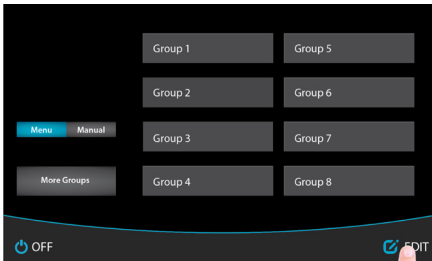 Group 1 Group 5
Group 2 Group 6
Menu Manual
Group 3 Group 7
More Groups
Group 4 Group 8
OFF
EDIT